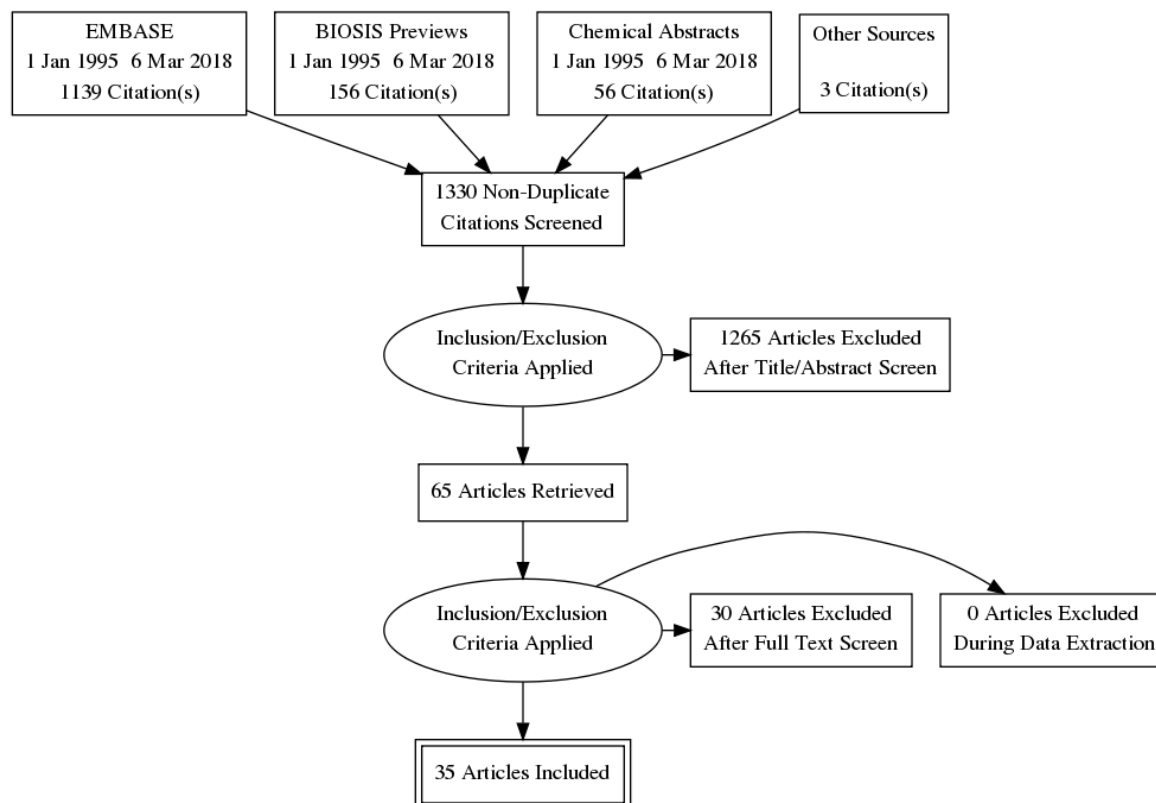 EMBASE
1 Jan 1995  6 Mar 2018
1139 Citation(s)
BIOSIS Previews
1 Jan 1995  6 Mar 2018
156 Citation(s)
Chemical Abstracts
1 Jan 1995  6 Mar 2018
56 Citation(s)
Other Sources
3 Citation(s)
1330 Non-Duplicate
Citations Screened
Inclusion/Exclusion
Criteria Applied
1265 Articles Excluded
After Title/Abstract Screen
65 Articles Retrieved
Inclusion/Exclusion
Criteria Applied
30 Articles Excluded
After Full Text Screen
0 Articles Excluded
During Data Extraction
35 Articles Included